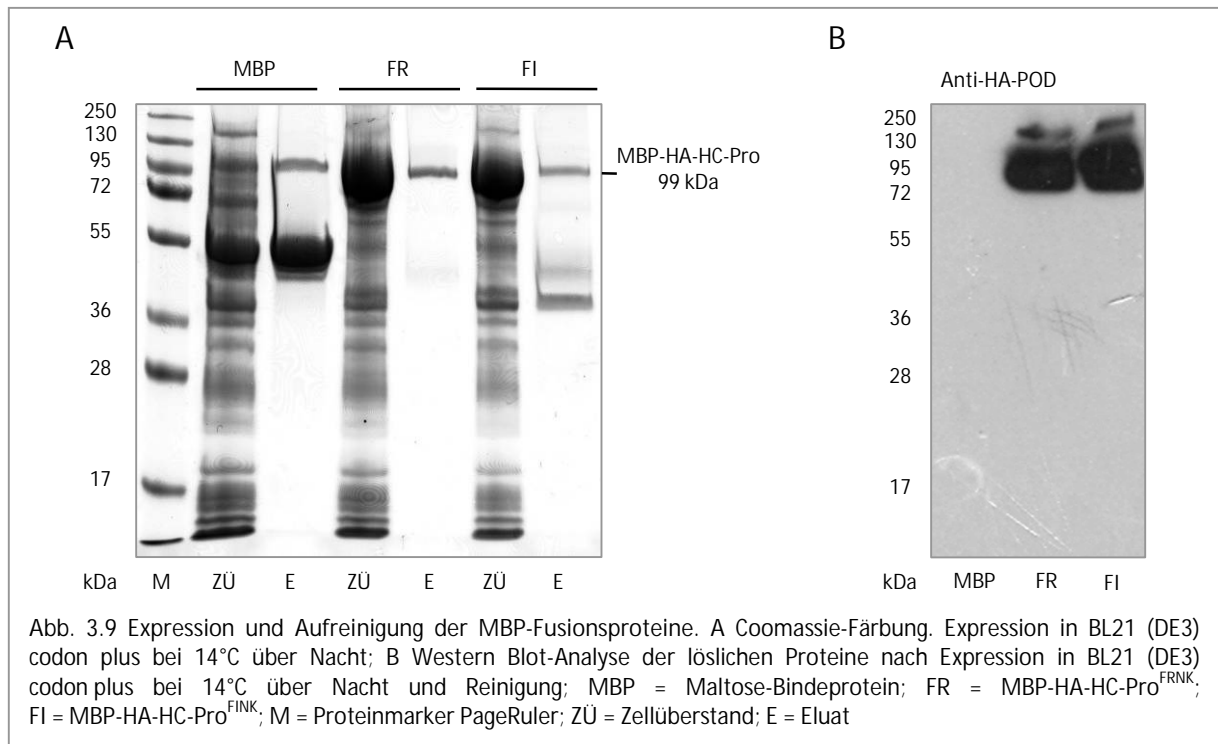 A
B
MBP FR FI
Anti-HA-POD
250
130
95
72
55
36
28
17
MBP-HA-HC-Pro
99 kDa
250
130
95
72
55
36
28
17
kDa M ZÜ E ZÜ E ZÜ E
kDa MBP FR FI
Abb. 3.9 Expression und Aufreinigung der MBP-Fusionsproteine. A Coomassie-Färbung. Expression in BL21 (DE3)
codon plus bei 14°C über Nacht; B Western Blot-Analyse der löslichen Proteine nach Expression in BL21 (DE3)
codon plus bei 14°C über Nacht und Reinigung; MBP = Maltose-Bindeprotein; FR = MBP-HA-HC-Pro^FRNK;
FI = MBP-HA-HC-Pro^FINK; M = Proteinmarker PageRuler; ZÜ = Zellüberstand; E = Eluat